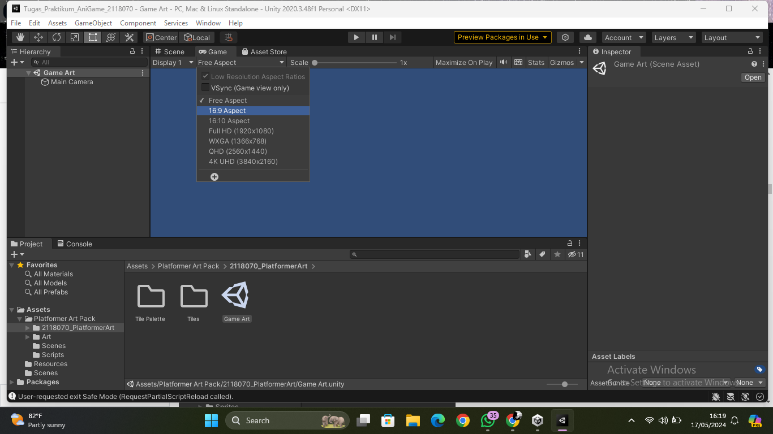 Tugas_Praktikum_AniGame_2118070 - Game Art - PC, Mac & Linux Standalone - Unity 2020.3.48f1 Personal <DX11>
File Edit Assets GameObject Component Services Window Help
Center Local Preview Packages in Use Account Layers Layout
Hierarchy Scene Game Asset Store Inspector
All Display 1 Free Aspect Scale 1x Maximize On Play Stats Gizmos
Game Art (Scene Asset)
Open
Game Art
Main Camera
Low Resolution Aspect Ratios
VSync (Game view only)
Free Aspect
16:9 Aspect
16:10 Aspect
Full HD (1920x1080)
WXGA (1366x768)
QHD (2560x1440)
4K UHD (3840x2160)
Project Console
11
Favorites
All Materials
All Models
All Prefabs
Assets
Platformer Art Pack
2118070_PlatformerArt
Art
Scenes
Scripts
Resources
Scenes
Packages
Assets > Platformer Art Pack > 2118070_PlatformerArt >
Tile Palette Tiles Game Art
Assets/Platformer Art Pack/2118070_PlatformerArt/Game Art.unity
Asset Labels
Activate Windows
Go to Settings to activate Windows.
None None
User-requested exit Safe Mode (RequestPartialScriptReload called).
82°F
Partly sunny
Search
35
16:19
17/05/2024